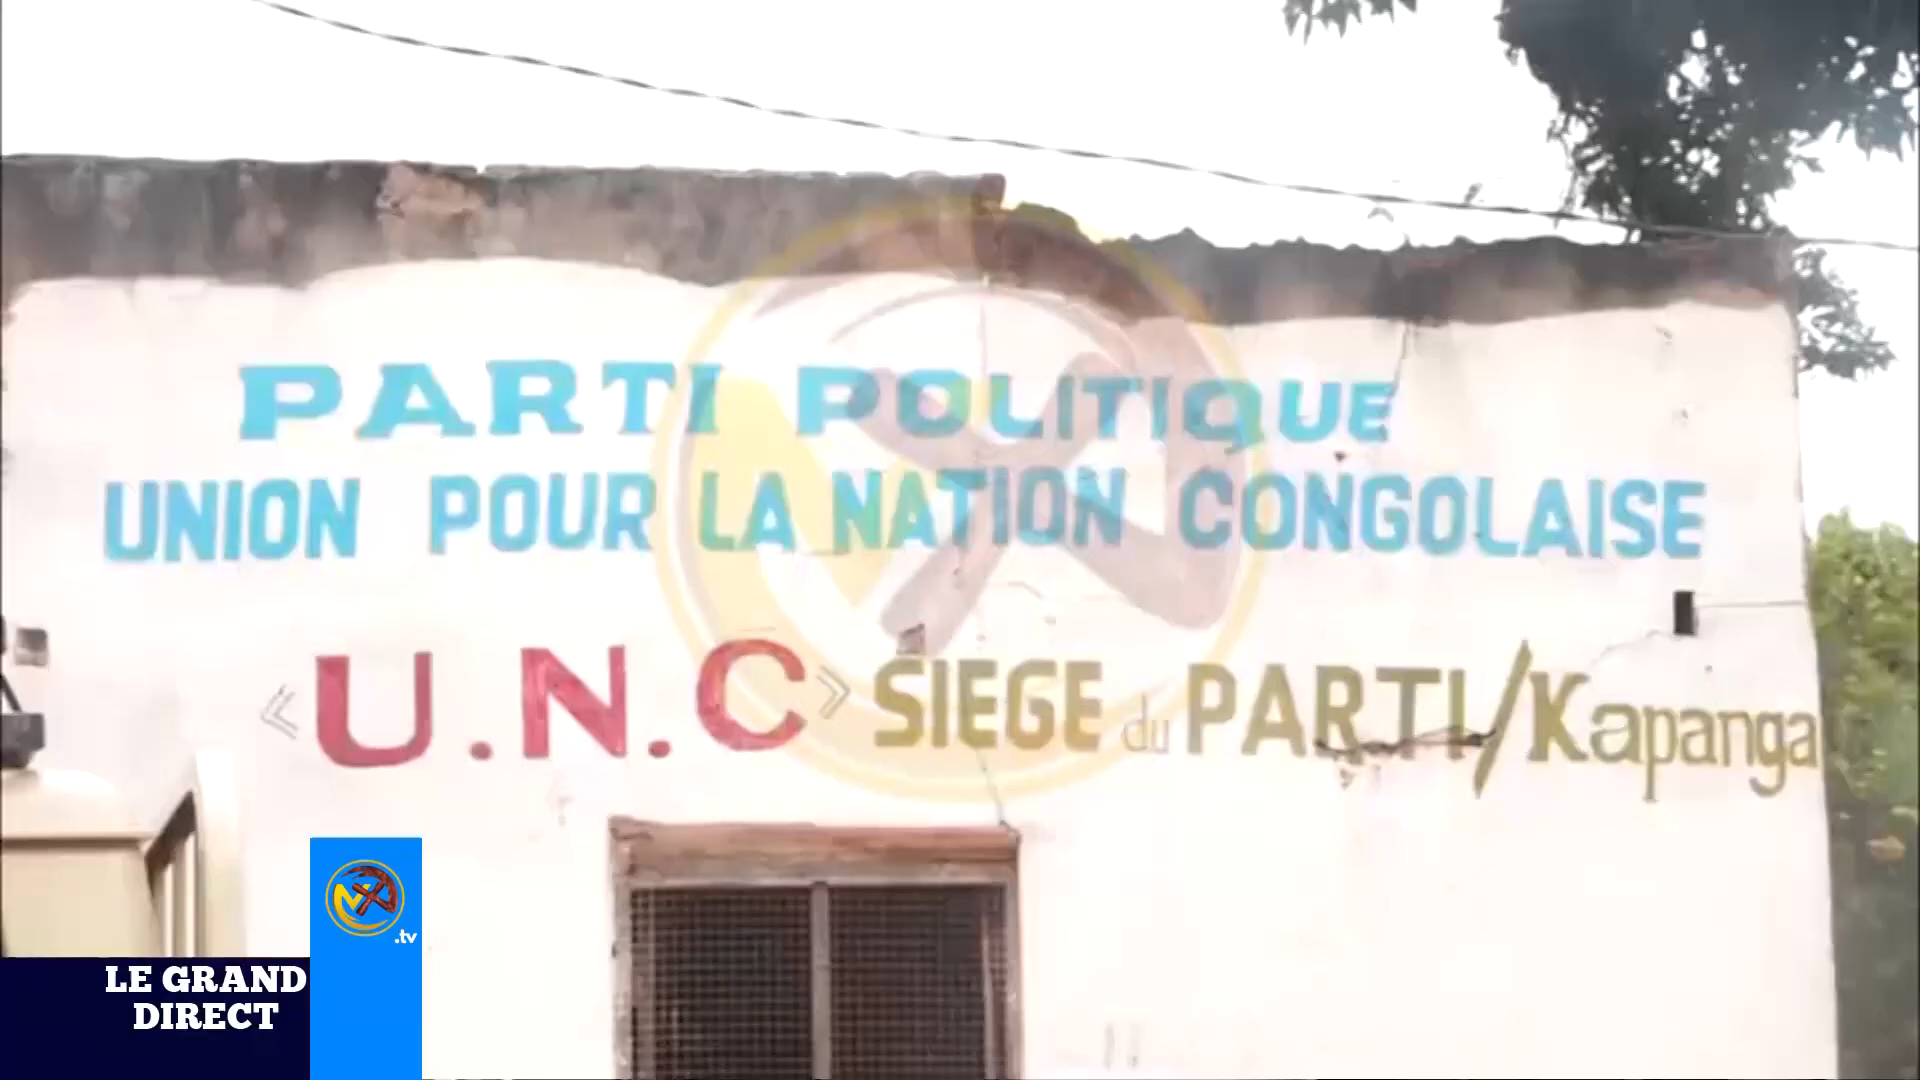 PARTI POLITIQUE
UNION POUR LA NATION CONGOLAISE
«U.N.C» SIEGE du PARTI/Kapanga
.tv
LE GRAND
DIRECT